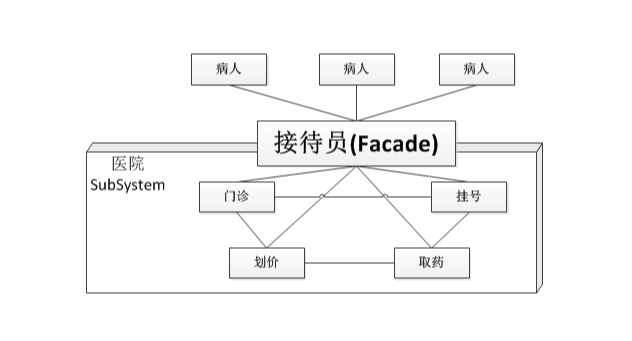 病人
病人
病人
接待员(Facade)
医院
SubSystem
门诊
挂号
划价
取药